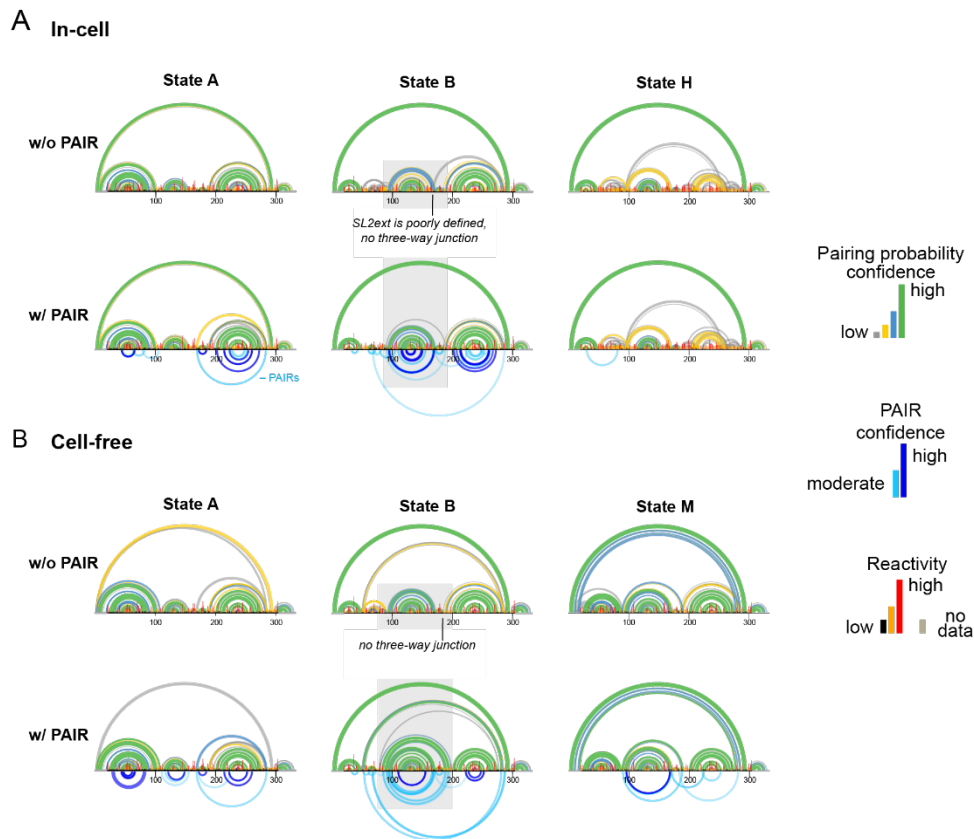 A In-cell
State A State B State H
w/o PAIR
100 200 300 100 200 300 100 200 300
SL2ext is poorly defined,
no three-way junction
w/ PAIR
100 200 300 100 200 300 100 200 300
– PAIRs
Pairing probability
confidence
high
low
PAIR
confidence
high
moderate
Reactivity
high
low
no
data
B Cell-free
State A State B State M
w/o PAIR
100 200 300 100 200 300 100 200 300
no three-way junction
w/ PAIR
100 200 300 100 200 300 100 200 300